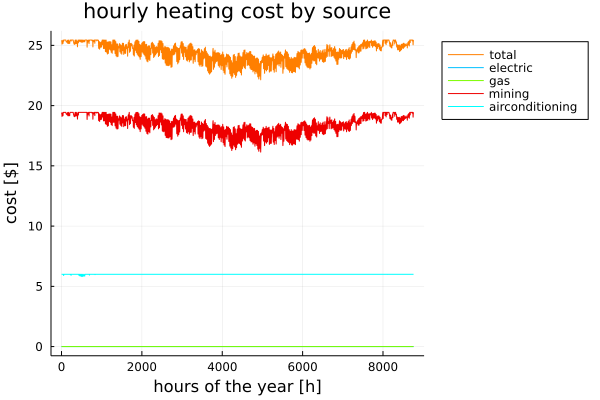 hourly heating cost by source
25
20
15
10
5
0
cost [$]
0 2000 4000 6000 8000
hours of the year [h]
total
electric
gas
mining
airconditioning